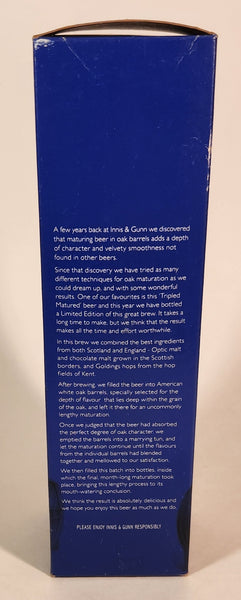 A few years back at Innis & Gunn we discovered
that maturing beer in oak barrels adds a depth
of character and velvety smoothness not
found in other beers.
Since that discovery we have tried as many
different techniques for oak maturation as we
could dream up, and with some wonderful
results. One of our favourites is this 'Tripled
Matured' beer and this year we have bottled
a Limited Edition of this great brew. It takes a
long time to make, but we think that the result
makes all the time and effort worthwhile.
In this brew we combined the best ingredients
from both Scotland and England - Optic malt
and chocolate malt grown in the Scottish
borders, and Goldings hops from the hop
fields of Kent.
After brewing, we filled the beer into American
white oak barrels, specially selected for the
depth of flavour that lies deep within the grain
of the oak, and left it there for an uncommonly
lengthy maturation.
Once we judged that the beer had absorbed
the perfect degree of oak character, we
emptied the barrels into a marrying tun, and
let the maturation continue until the flavours
from the individual barrels had blended
together and mellowed to our satisfaction.
We then filled this batch into bottles, inside
which the final, month-long maturation took
place, bringing this lengthy process to its
mouth-watering conclusion.
We think the result is absolutely delicious and
we hope you enjoy this beer as much as we do.
PLEASE ENJOY INNIS & GUNN RESPONSIBLY